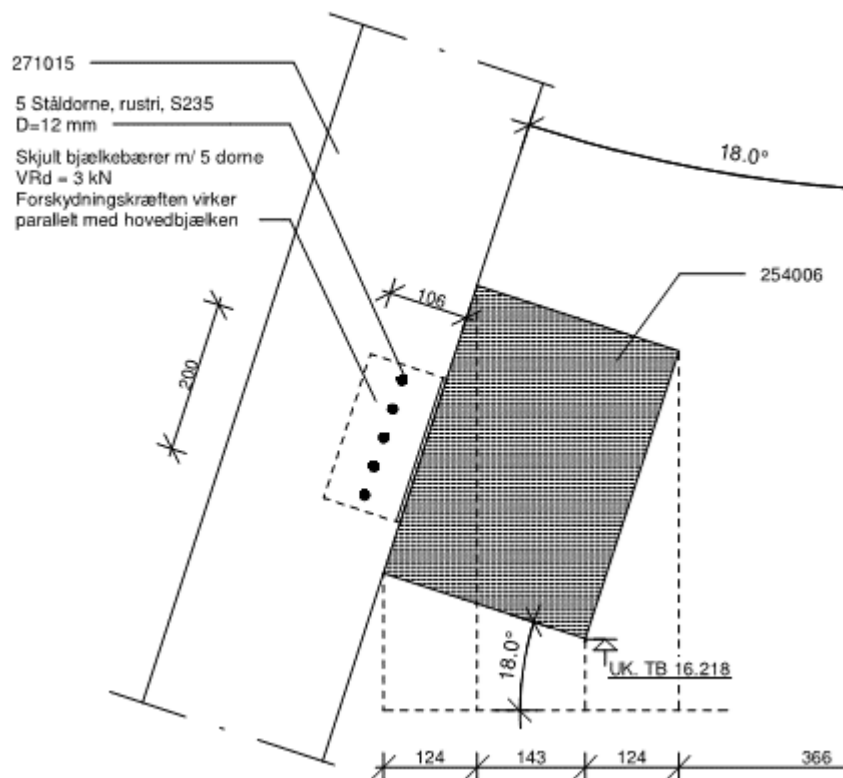 271015
5 Ståldorne, rustri, S235
D=12 mm
Skjult bjælkebærer m/ 5 dorne
VRd = 3 kN
Forskydningskræften virker
parallelt med hovedbjælken
18.0°
254006
106
200
18.0°
UK. TB 16.218
124
143
124
366